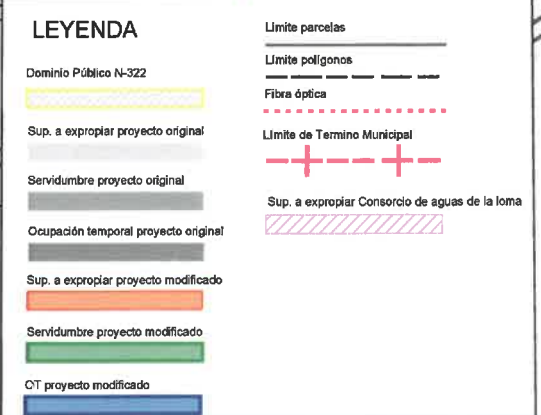 LEYENDA
Dominio Público N-322
Sup. a expropiar proyecto original
Servidumbre proyecto original
Ocupación temporal proyecto original
Sup. a expropiar proyecto modificado
Servidumbre proyecto modificado
OT proyecto modificado
Limite parcelas
Limite polígonos
Fibra óptica
Limite de Termino Municipal
Sup. a expropiar Consorcio de aguas de la loma